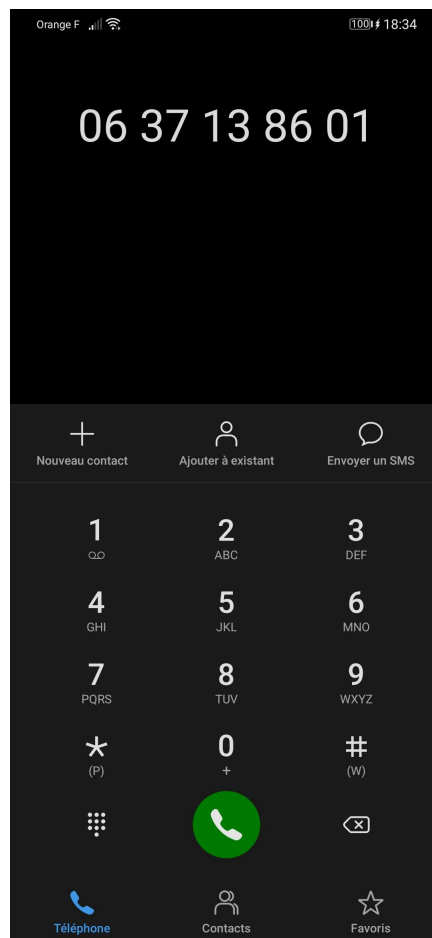 Orange F 100 18:34
06 37 13 86 01
Nouveau contact Ajouter à existant Envoyer un SMS
1 2 3
ABC DEF
4 5 6
GHI JKL MNO
7 8 9
PQRS TUV WXYZ
* 0 #
(P) + (W)
Téléphone Contacts Favoris